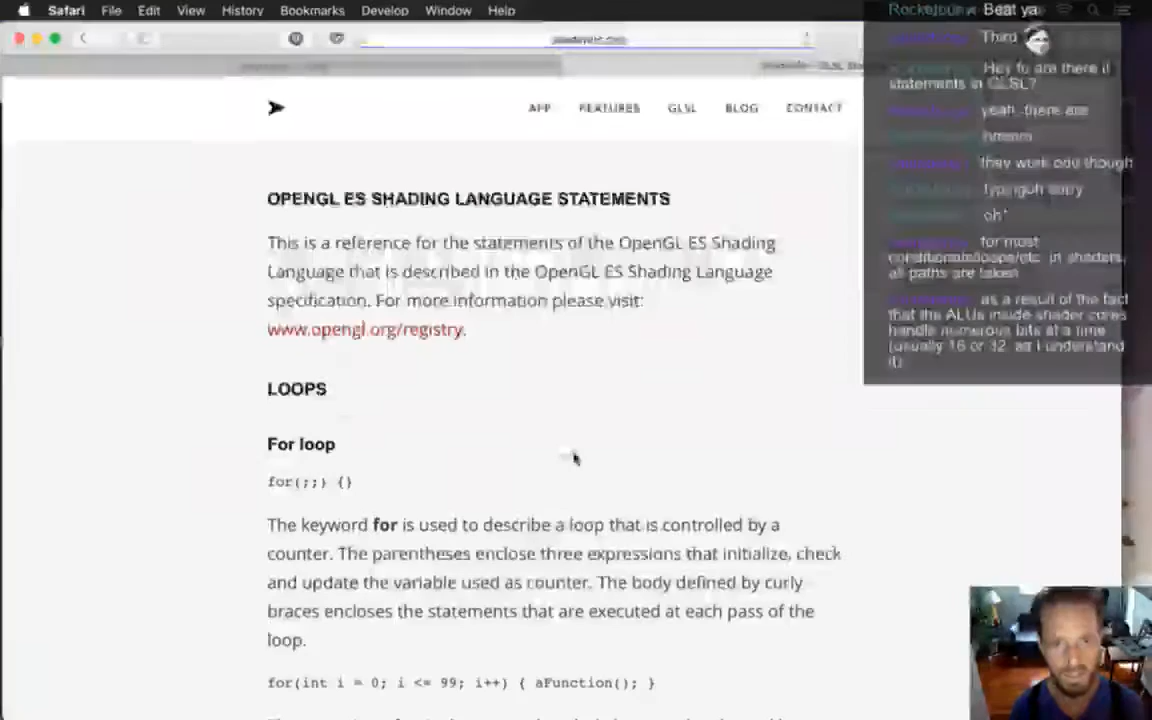 Safari File Edit View History Bookmarks Develop Window Help
APP FEATURES GLSL BLOG CONTACT
OPENGL ES SHADING LANGUAGE STATEMENTS
This is a reference for the statements of the OpenGL ES Shading
Language that is described in the OpenGL ES Shading Language
specification. For more information please visit:
www.opengl.org/registry.
LOOPS
For loop
for(;;) {}
The keyword for is used to describe a loop that is controlled by a
counter. The parentheses enclose three expressions that initialize, check
and update the variable used as counter. The body defined by curly
braces encloses the statements that are executed at each pass of the
loop.
for(int i = 0; i <= 99; i++) { aFunction(); }
Beat ya
Third
Hey fu are there if
statements in GLSL?
yeah, there are
hmmm
they work odd though
oh*
for most
conditionals/loops/etc. in shaders,
all paths are taken
as a result of the fact
that the ALUs inside shader cores
handle numerous bits at a time
(usually 16 or 32, as I understand
it)